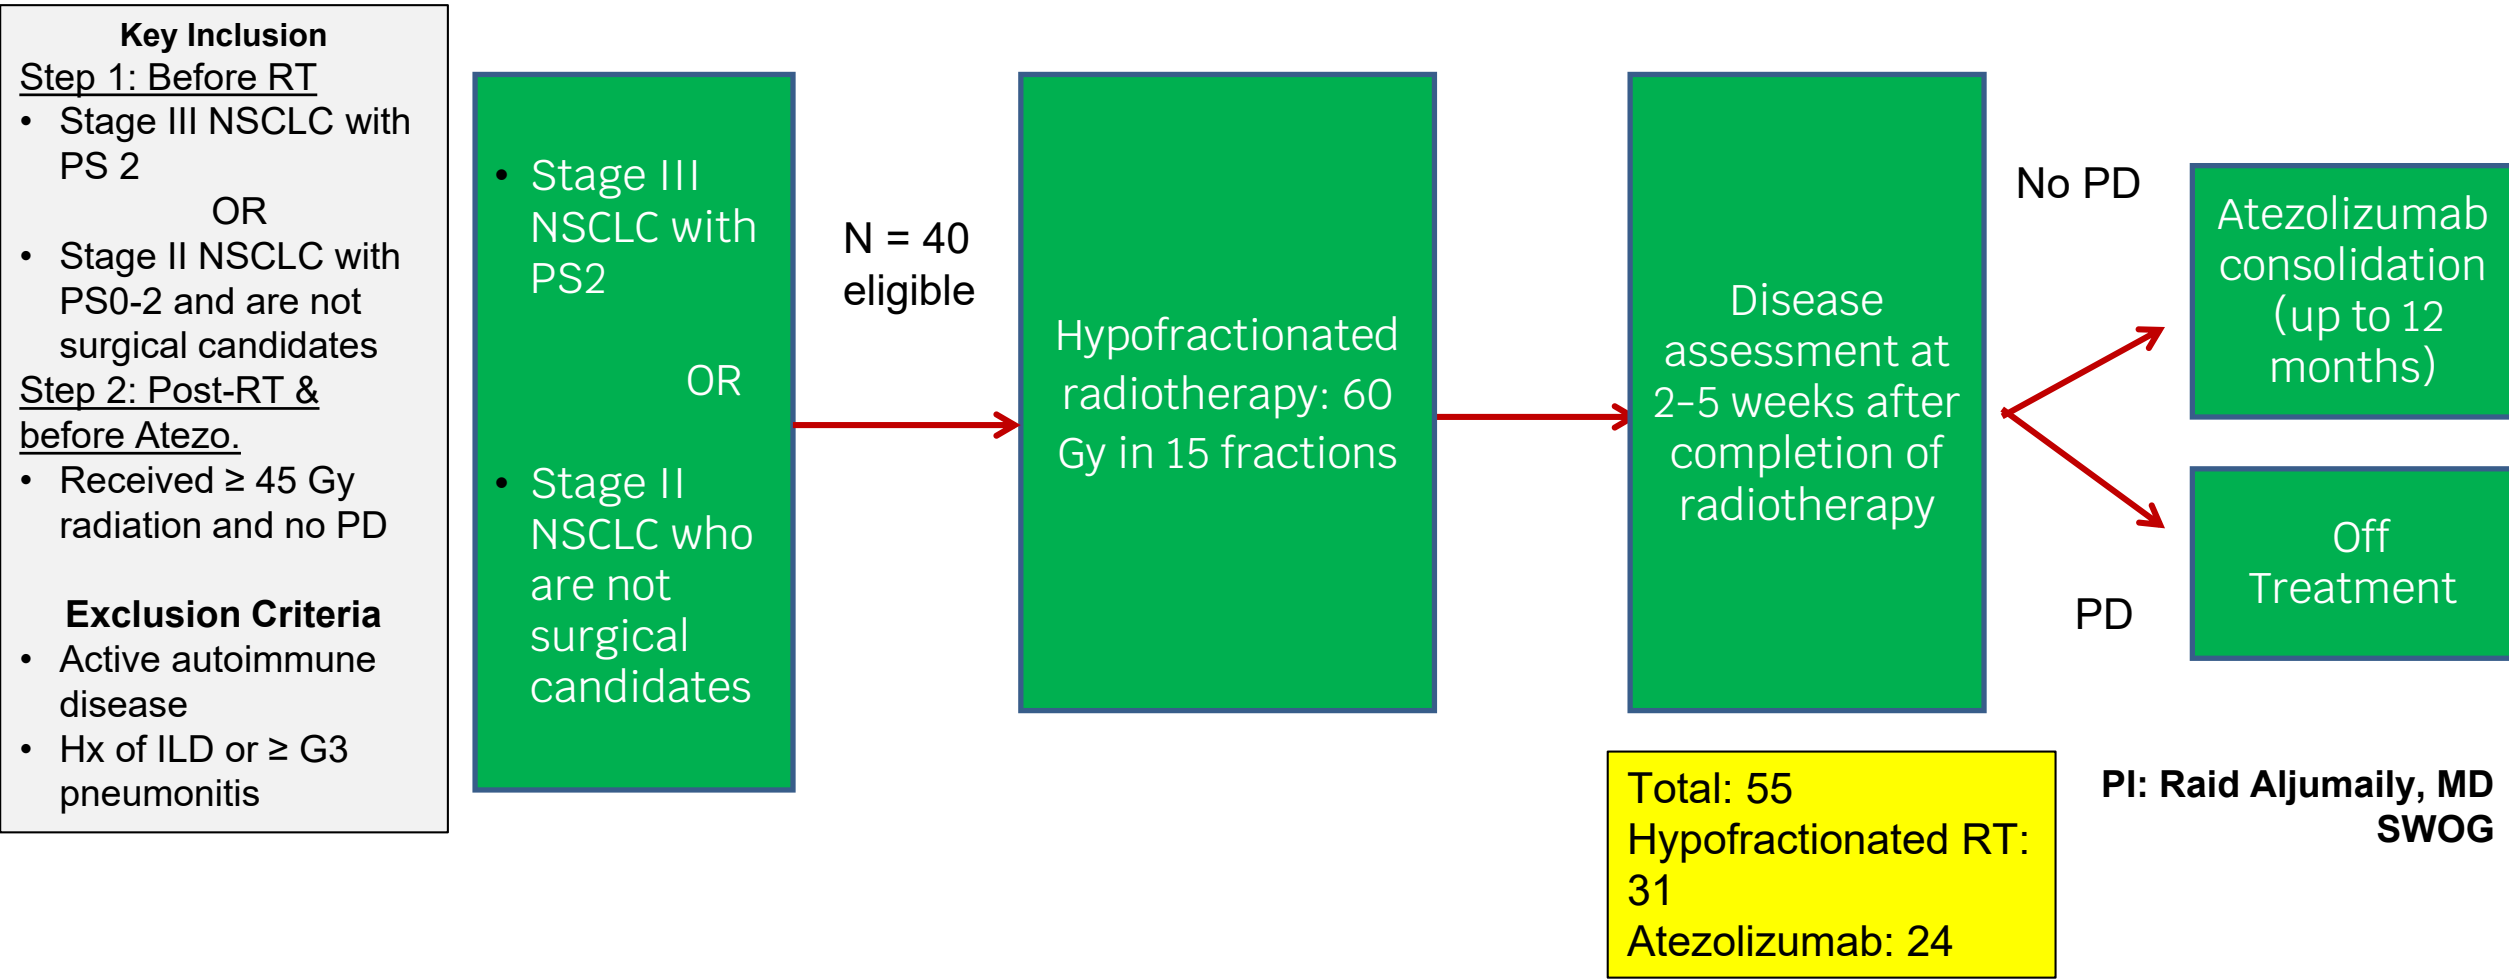 Key Inclusion
Step 1: Before RT
• Stage III NSCLC with
PS 2
OR
• Stage II NSCLC with
PS0-2 and are not
surgical candidates
Step 2: Post-RT &
before Atezo.
• Received ≥ 45 Gy
radiation and no PD
Exclusion Criteria
• Active autoimmune
disease
• Hx of ILD or ≥ G3
pneumonitis
• Stage III
NSCLC with
PS2
OR
• Stage II
NSCLC who
are not
surgical
candidates
N = 40
eligible
Hypofractionated
radiotherapy: 60
Gy in 15 fractions
Disease
assessment at
2-5 weeks after
completion of
radiotherapy
No PD
Atezolizumab
consolidation
(up to 12
months)
PD
Off
Treatment
Total: 55
Hypofractionated RT:
31
Atezolizumab: 24
PI: Raid Aljumaily, MD
SWOG